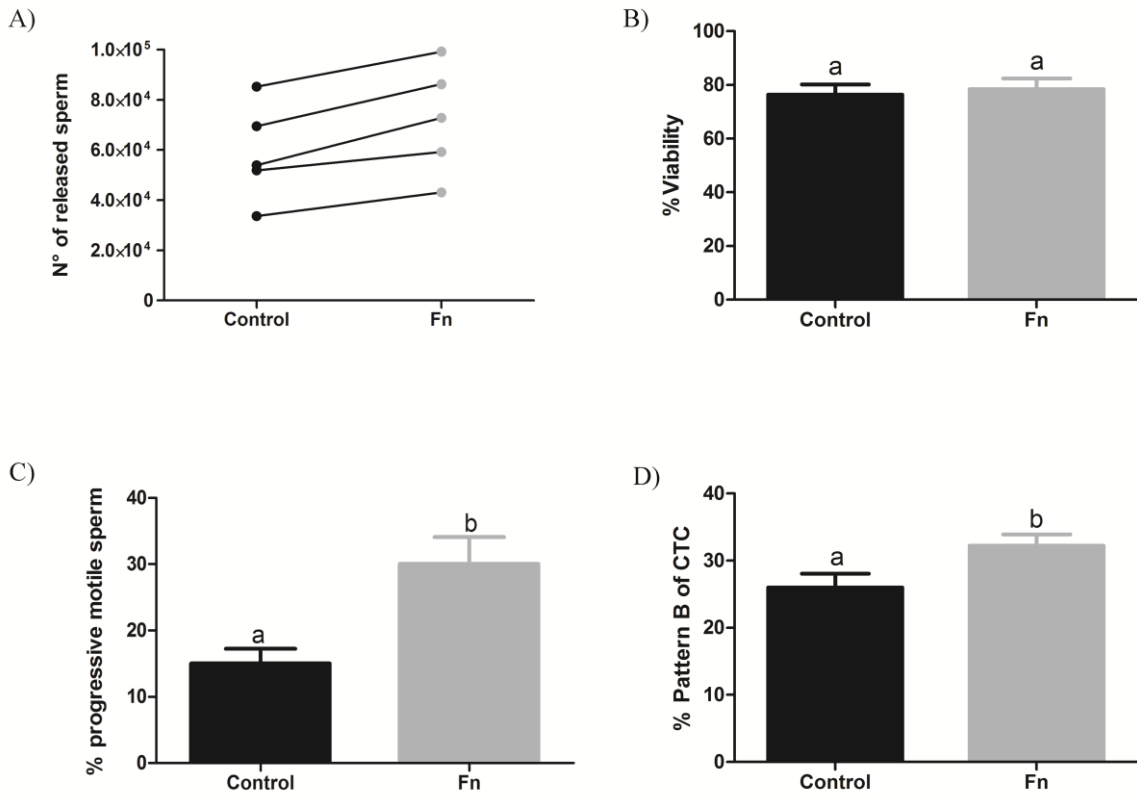 A)
N° of released sperm
1.0×10⁵
8.0×10⁴
6.0×10⁴
4.0×10⁴
2.0×10⁴
0
Control
Fn
B)
% Viability
100
80
60
40
20
0
a
a
Control
Fn
C)
% progressive motile sperm
40
30
20
10
0
a
b
Control
Fn
D)
% Pattern B of CTC
40
30
20
10
0
a
b
Control
Fn